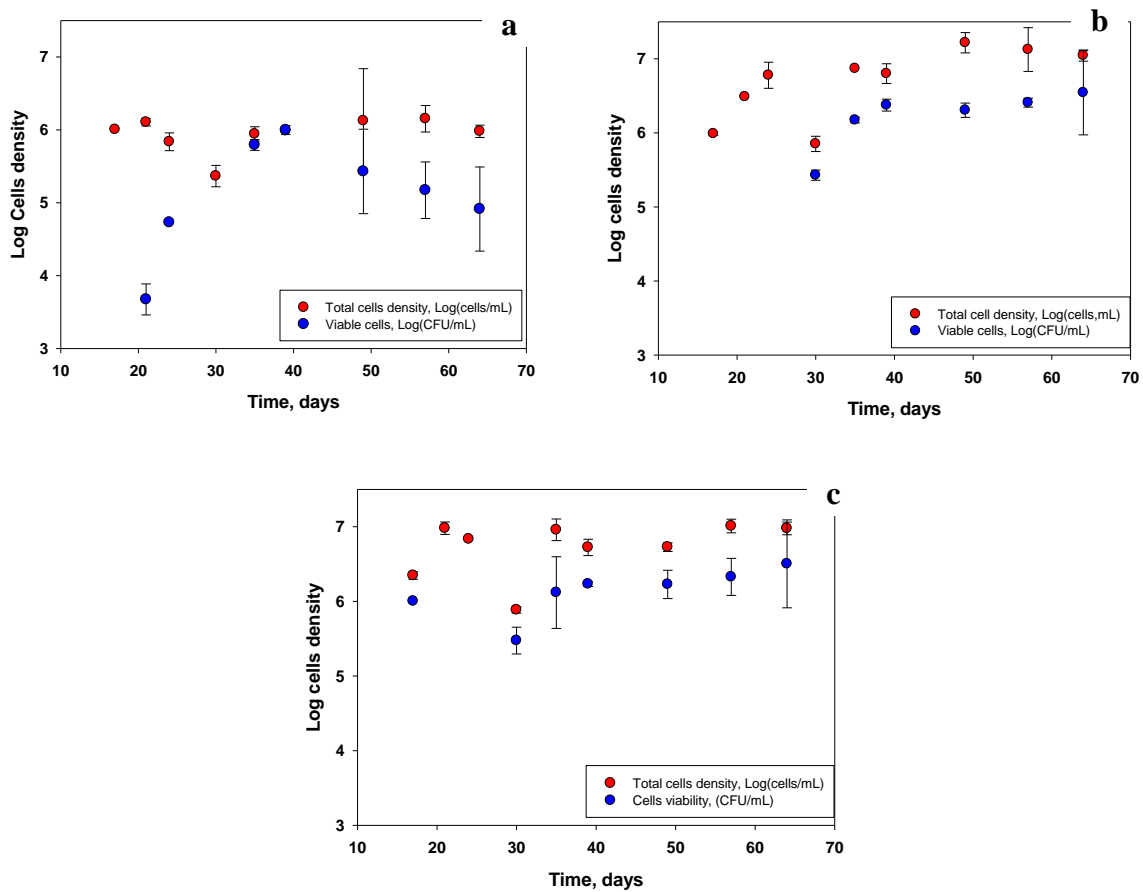 a
Log Cells density
7
6
5
4
3
Total cells density, Log(cells/mL)
Viable cells, Log(CFU/mL)
10 20 30 40 50 60 70
Time, days
b
Log cells density
7
6
5
4
3
Total cell density, Log(cells,mL)
Viable cells, Log(CFU/mL)
10 20 30 40 50 60 70
Time, days
c
Log cells density
7
6
5
4
3
Total cells density, Log(cells/mL)
Cells viability, (CFU/mL)
10 20 30 40 50 60 70
Time, days